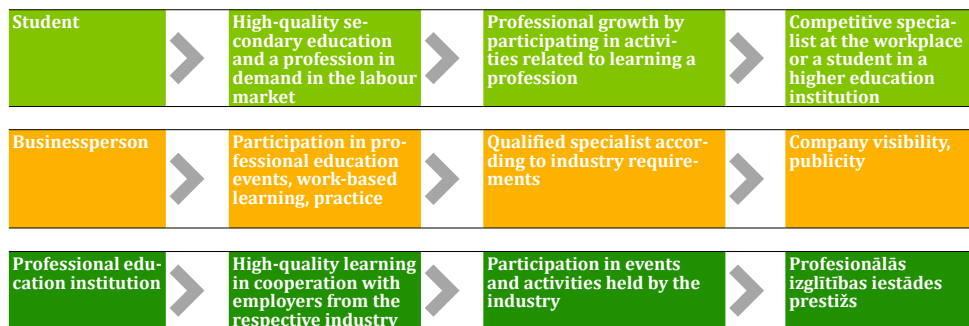 Student
High-quality se-
condary education
and a profession in
demand in the labour
market
Professional growth by
participating in activi-
ties related to learning a
profession
Competitive specia-
list at the workplace
or a student in a
higher education
institution
Businessperson
Participation in pro-
fessional education
events, work-based
learning, practice
Qualified specialist accor-
ding to industry require-
ments
Company visibility,
publicity
Professional edu-
cation institution
High-quality learning
in cooperation with
employers from the
respective industry
Participation in events
and activities held by the
industry
Profesionālās
izglītības iestādes
prestižs